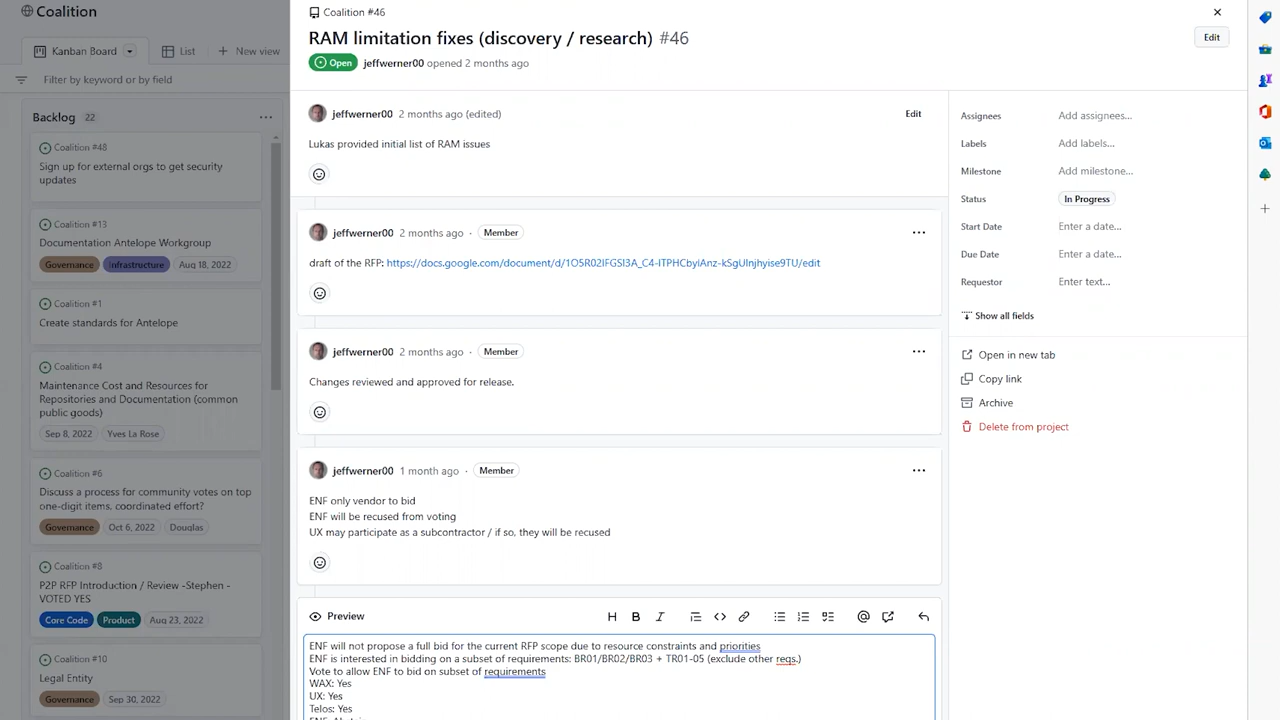 Coalition
Kanban Board
List
New view
Filter by keyword or by field
Backlog 22
Coalition #48
Sign up for external orgs to get security
updates
Coalition #13
Documentation Antelope Workgroup
Governance Infrastructure Aug 18, 2022
Coalition #1
Create standards for Antelope
Coalition #4
Maintenance Cost and Resources for
Repositories and Documentation (common
public goods)
Sep 8, 2022 Yves La Rose
Coalition #6
Discuss a process for community votes on top
one-digit items. coordinated effort?
Governance Oct 6, 2022 Douglas
Coalition #8
P2P RFP Introduction / Review -Stephen -
VOTED YES
Core Code Product Aug 23, 2022
Coalition #10
Legal Entity
Governance Sep 30, 2022
Coalition #46
RAM limitation fixes (discovery / research) #46
Edit
Open jeffwerner00 opened 2 months ago
jeffwerner00 2 months ago (edited)
Edit
Lukas provided initial list of RAM issues
jeffwerner00 2 months ago · Member
draft of the RFP: https://docs.google.com/document/d/1O5R02IFGSI3A_C4-ITPHCbyiAnz-kSgUlnjhyise9TU/edit
jeffwerner00 2 months ago · Member
Changes reviewed and approved for release.
jeffwerner00 1 month ago · Member
ENF only vendor to bid
ENF will be recused from voting
UX may participate as a subcontractor / if so, they will be recused
Preview
ENF will not propose a full bid for the current RFP scope due to resource constraints and priorities
ENF is interested in bidding on a subset of requirements: BR01/BR02/BR03 + TR01-05 (exclude other reqs.)
Vote to allow ENF to bid on subset of requirements
WAX: Yes
UX: Yes
Telos: Yes
Assignees Add assignees...
Labels Add labels...
Milestone Add milestone...
Status In Progress
Start Date Enter a date...
Due Date Enter a date...
Requestor Enter text...
Show all fields
Open in new tab
Copy link
Archive
Delete from project